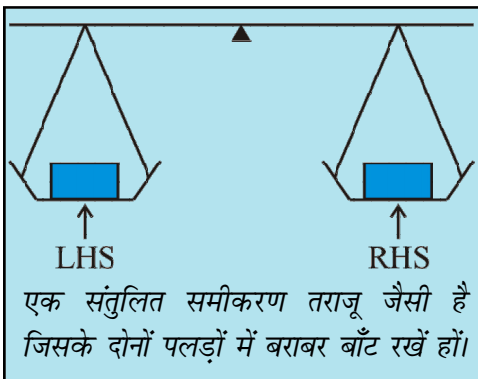 LHS RHS
एक संतुलित समीकरण तराजू जैसी है
जिसके दोनों पलड़ों में बराबर बाँट रखें हों।